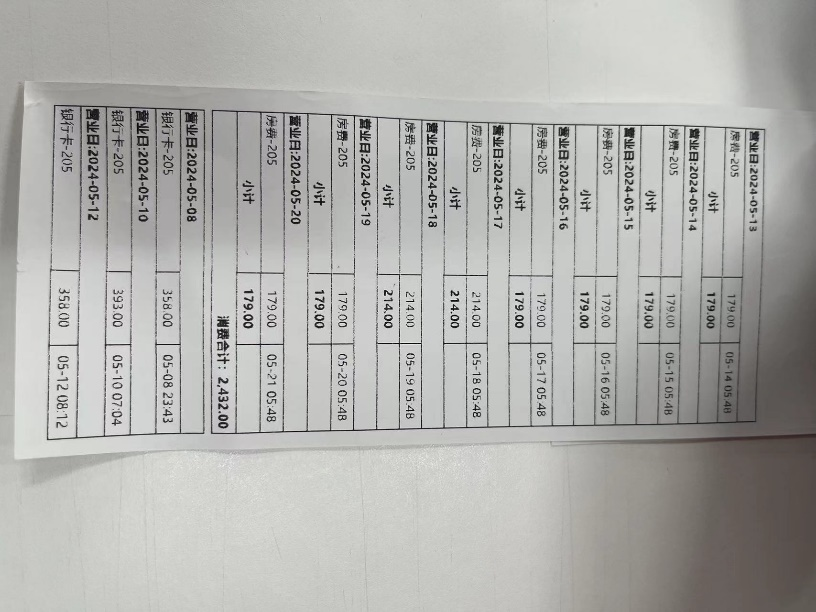 营业日:2024-05-13
房费-205 179.00 05-14 05:48
小计 179.00
营业日:2024-05-14
房费-205 179.00 05-15 05:48
小计 179.00
营业日:2024-05-15
房费-205 179.00 05-16 05:48
小计 179.00
营业日:2024-05-16
房费-205 179.00 05-17 05:48
小计 179.00
营业日:2024-05-17
房费-205 214.00 05-18 05:48
小计 214.00
营业日:2024-05-18
房费-205 214.00 05-19 05:48
小计 214.00
营业日:2024-05-19
房费-205 179.00 05-20 05:48
小计 179.00
营业日:2024-05-20
房费-205 179.00 05-21 05:48
小计 179.00
消费合计：2,432.00
营业日:2024-05-08
银行卡-205 358.00 05-08 23:43
营业日:2024-05-10
银行卡-205 393.00 05-10 07:04
营业日:2024-05-12
银行卡-205 358.00 05-12 08:12